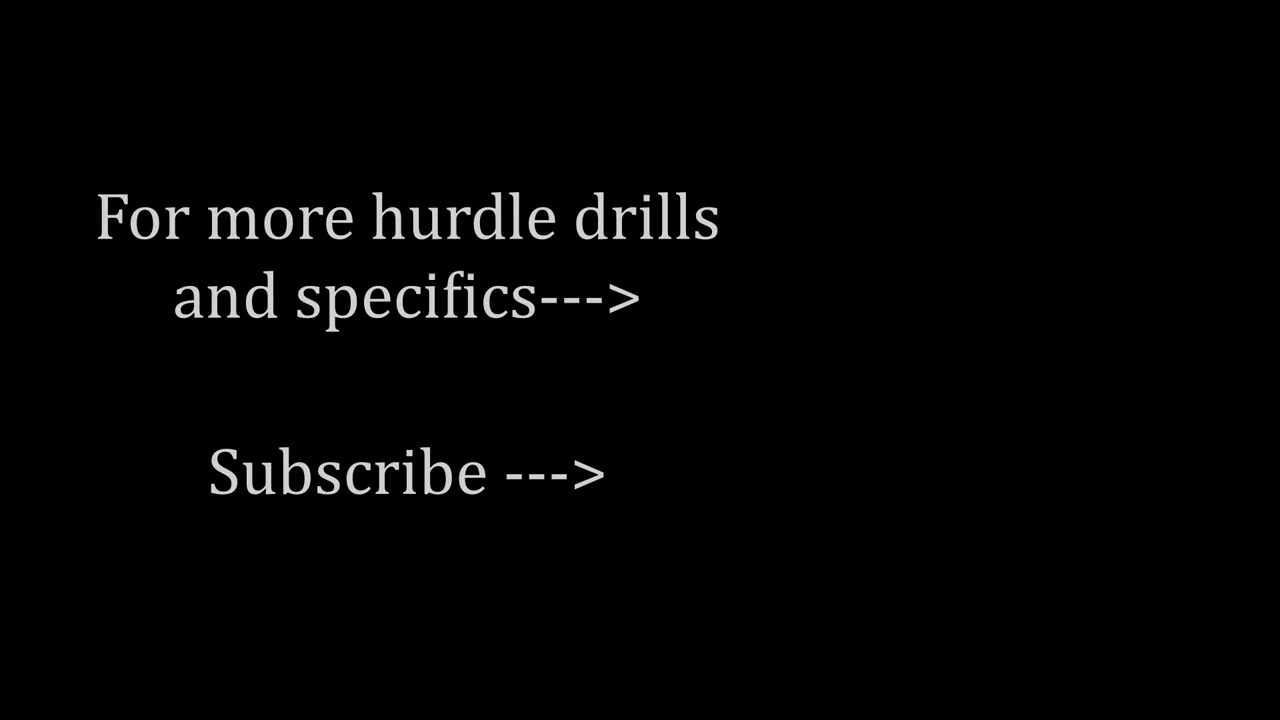 For more hurdle drills
and specifics--->
Subscribe --->